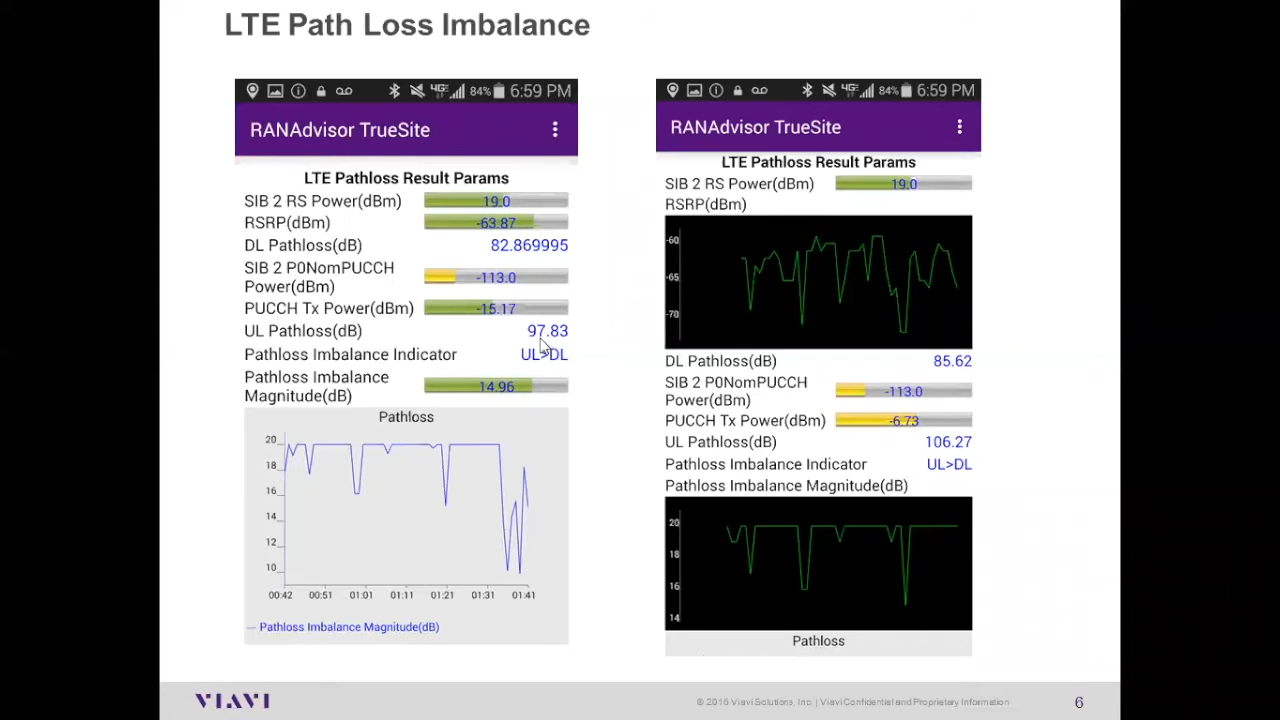 LTE Path Loss Imbalance
4G 84% 6:59 PM
RANAdvisor TrueSite
LTE Pathloss Result Params
SIB 2 RS Power(dBm) 19.0
RSRP(dBm) -63.87
DL Pathloss(dB) 82.869995
SIB 2 P0NomPUCCH
Power(dBm) -113.0
PUCCH Tx Power(dBm) -15.17
UL Pathloss(dB) 97.83
Pathloss Imbalance Indicator UL>DL
Pathloss Imbalance
Magnitude(dB) 14.96
Pathloss
20
18
16
14
12
10
00:42 00:51 01:01 01:11 01:21 01:31 01:41
Pathloss Imbalance Magnitude(dB)
4G 84% 6:59 PM
RANAdvisor TrueSite
LTE Pathloss Result Params
SIB 2 RS Power(dBm) 19.0
RSRP(dBm)
-60
-65
-70
DL Pathloss(dB) 85.62
SIB 2 P0NomPUCCH
Power(dBm) -113.0
PUCCH Tx Power(dBm) -6.73
UL Pathloss(dB) 106.27
Pathloss Imbalance Indicator UL>DL
Pathloss Imbalance Magnitude(dB)
20
18
16
14
Pathloss
VIAVI
Viavi Solutions, Inc. | Viavi Confidential and Proprietary Information
6